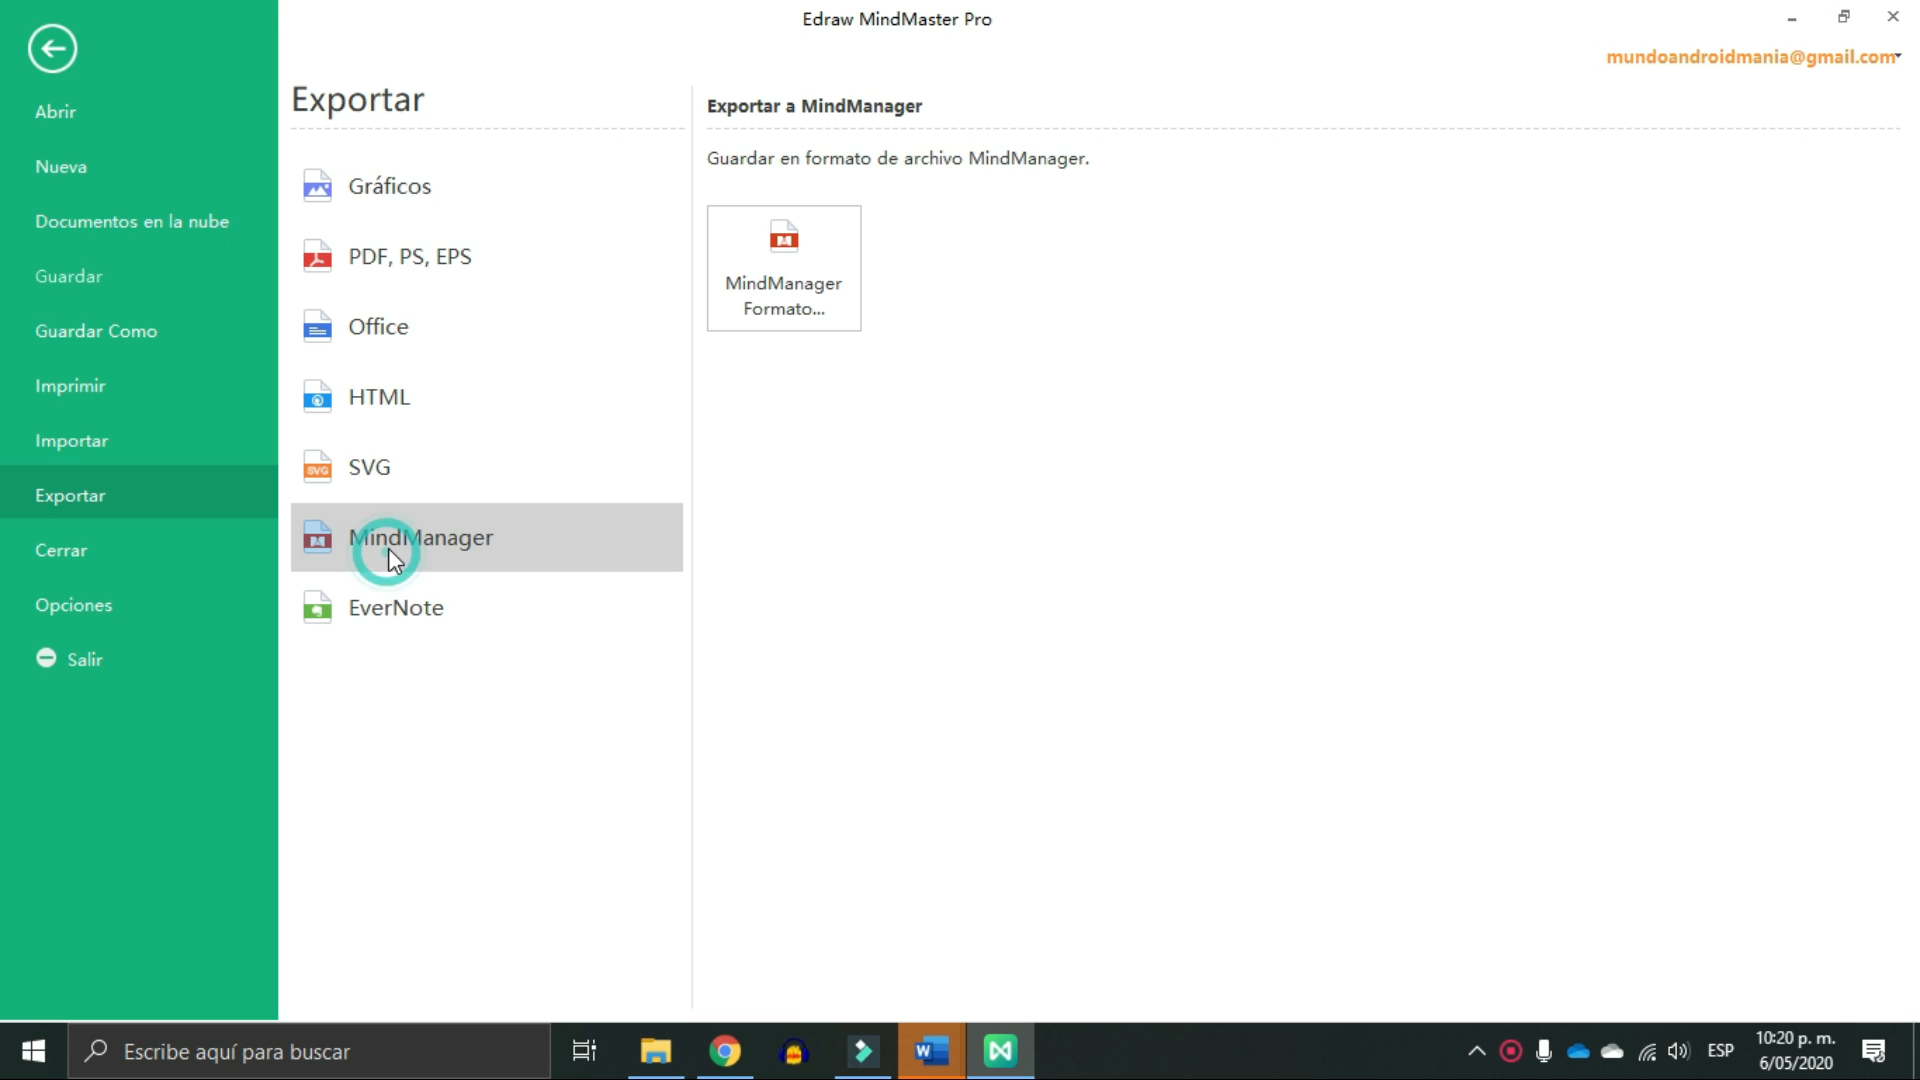 Edraw MindMaster Pro
mundoandroidmania@gmail.com
Abrir
Nueva
Documentos en la nube
Guardar
Guardar Como
Imprimir
Importar
Exportar
Cerrar
Opciones
Salir
Exportar
Gráficos
PDF, PS, EPS
Office
HTML
SVG
SVG
MindManager
EverNote
Exportar a MindManager
Guardar en formato de archivo MindManager.
MindManager
Formato...
Escribe aquí para buscar
W
ESP
10:20 p. m.
6/05/2020